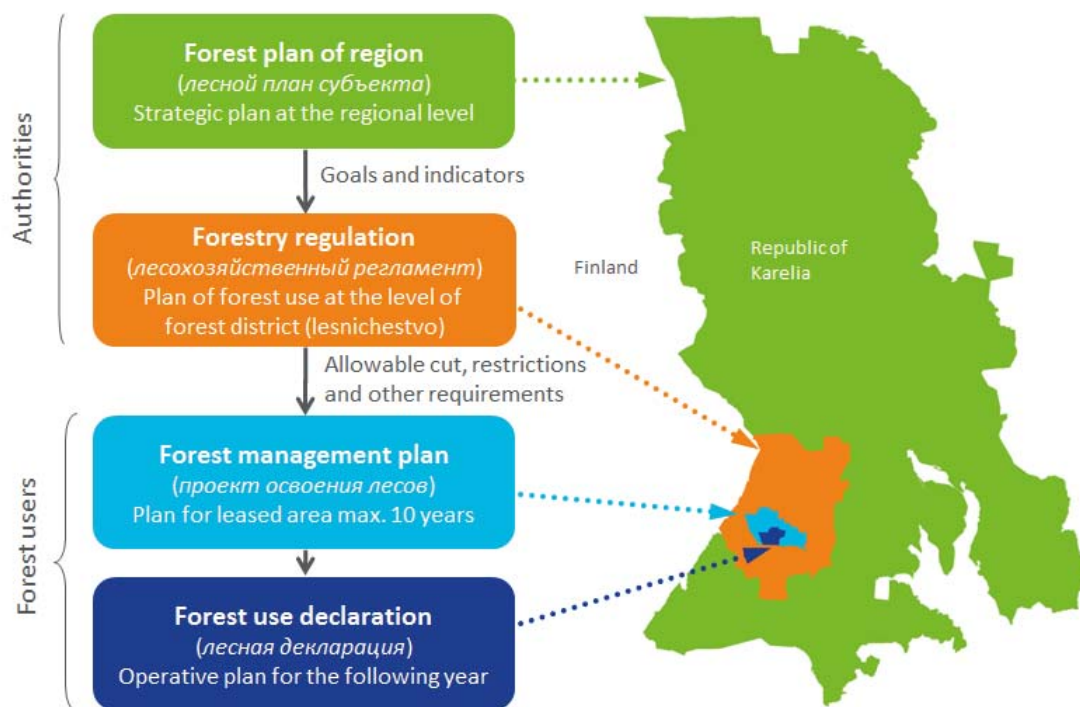 Authorities
Forest plan of region
(лесной план субъекта)
Strategic plan at the regional level
Goals and indicators
Forestry regulation
(лесохозяйственный регламент)
Plan of forest use at the level of
forest district (lesnichestvo)
Allowable cut, restrictions
and other requirements
Forest users
Forest management plan
(проект освоения лесов)
Plan for leased area max. 10 years
Forest use declaration
(лесная декларация)
Operative plan for the following year
Finland
Republic of
Karelia